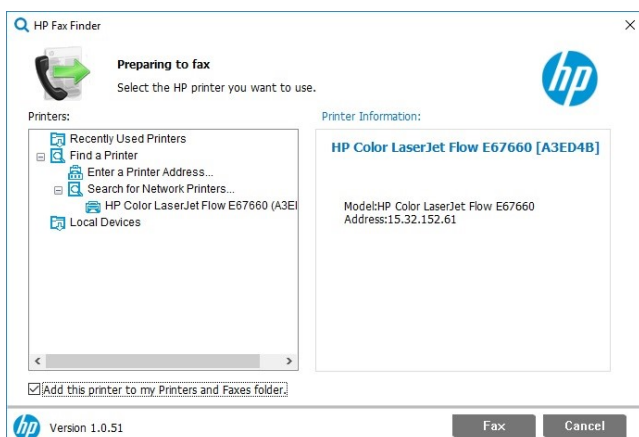 HP Fax Finder
Preparing to fax
Select the HP printer you want to use.
hp
Printers:
Recently Used Printers
Find a Printer
Enter a Printer Address...
Search for Network Printers...
HP Color LaserJet Flow E67660 (A3EI
Local Devices
Add this printer to my Printers and Faxes folder.
Printer Information:
HP Color LaserJet Flow E67660 [A3ED4B]
Model:HP Color LaserJet Flow E67660
Address:15.32.152.61
hp
Version 1.0.51
Fax
Cancel